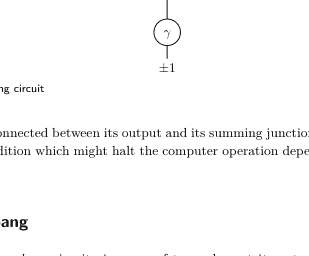 γ
±1
ng circuit
onnected between its output and its summing junctio
dition which might halt the computer operation depe
ang